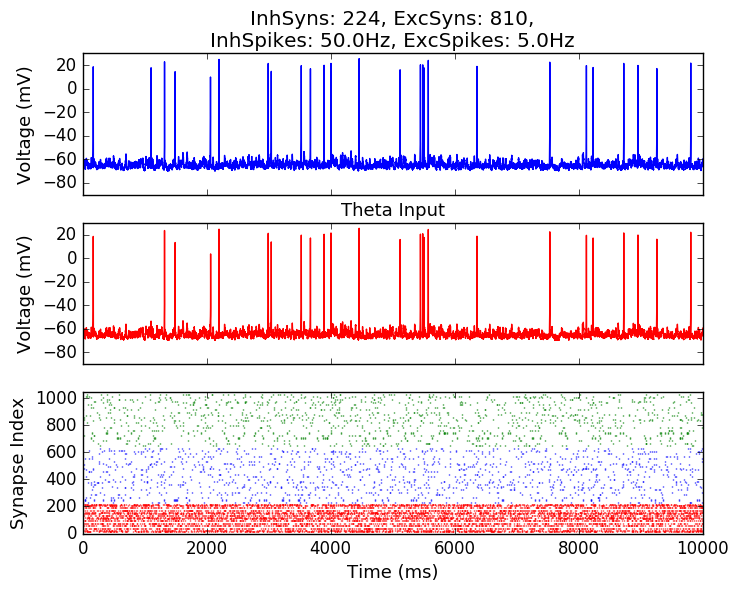 InhSyns: 224, ExcSyns: 810,
InhSpikes: 50.0Hz, ExcSpikes: 5.0Hz
20
0
−20
−40
−60
−80
Voltage (mV)
Theta Input
20
0
−20
−40
−60
−80
Voltage (mV)
1000
800
600
400
200
0
Synapse Index
0 2000 4000 6000 8000 10000
Time (ms)